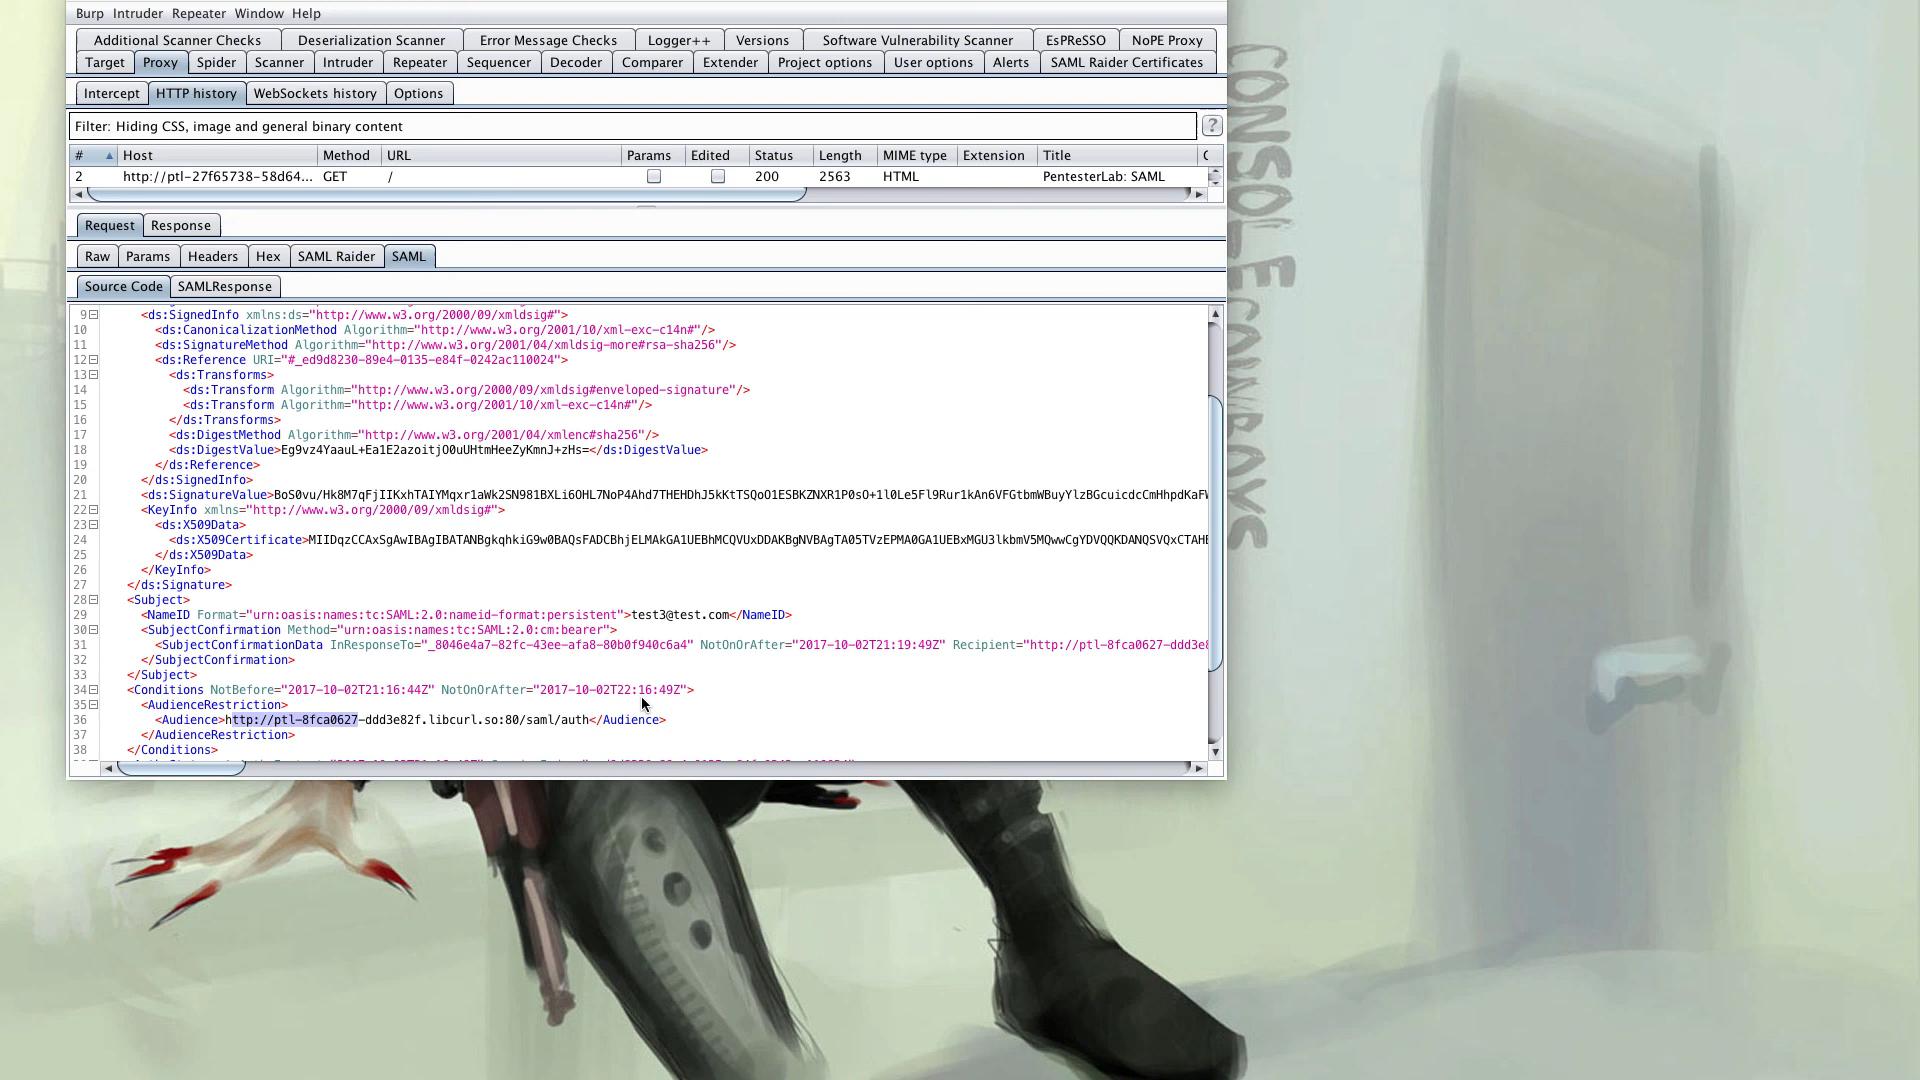 Burp Intruder Repeater Window Help
Additional Scanner Checks Deserialization Scanner Error Message Checks Logger++ Versions Software Vulnerability Scanner EsPReSSO NoPE Proxy
Target Proxy Spider Scanner Intruder Repeater Sequencer Decoder Comparer Extender Project options User options Alerts SAML Raider Certificates
Intercept HTTP history WebSockets history Options
Filter: Hiding CSS, image and general binary content ?
# Host Method URL Params Edited Status Length MIME type Extension Title
2 http://ptl-27f65738-58d64... GET / 200 2563 HTML PentesterLab: SAML
Request Response
Raw Params Headers Hex SAML Raider SAML
Source Code SAMLResponse
9 <ds:SignedInfo xmlns:ds="http://www.w3.org/2000/09/xmldsig#">
10 <ds:CanonicalizationMethod Algorithm="http://www.w3.org/2001/10/xml-exc-c14n#"/>
11 <ds:SignatureMethod Algorithm="http://www.w3.org/2001/04/xmldsig-more#rsa-sha256"/>
12 <ds:Reference URI="#_ed9d8230-89e4-0135-e84f-0242ac110024">
13 <ds:Transforms>
14 <ds:Transform Algorithm="http://www.w3.org/2000/09/xmldsig#enveloped-signature"/>
15 <ds:Transform Algorithm="http://www.w3.org/2001/10/xml-exc-c14n#"/>
16 </ds:Transforms>
17 <ds:DigestMethod Algorithm="http://www.w3.org/2001/04/xmlenc#sha256"/>
18 <ds:DigestValue>Eg9vz4YaauL+Ea1E2azoitjO0uUHtmHeeZyKmnJ+zHs=</ds:DigestValue>
19 </ds:Reference>
20 </ds:SignedInfo>
21 <ds:SignatureValue>BoS0vu/Hk8M7qFjIIKxhTAIYMqxr1aWk2SN981BXLi6OHL7NoP4Ahd7THEHDhJ5kKtTSQoO1ESBKZNXR1P0sO+1l0Le5Fl9Rur1kAn6VFGtbmWBuyYlzBGcuicdcCmHhpdKaF
22 <KeyInfo xmlns="http://www.w3.org/2000/09/xmldsig#">
23 <ds:X509Data>
24 <ds:X509Certificate>MIIDqzCCAxSgAwIBAgIBATANBgkqhkiG9w0BAQsFADCBhjELMAkGA1UEBhMCQVUxDDAKBgNVBAgTA05TVzEPMA0GA1UEBxMGU3lkbmV5MQwwCgYDVQQKDANQSVQxCTAH
25 </ds:X509Data>
26 </KeyInfo>
27 </ds:Signature>
28 <Subject>
29 <NameID Format="urn:oasis:names:tc:SAML:2.0:nameid-format:persistent">test3@test.com</NameID>
30 <SubjectConfirmation Method="urn:oasis:names:tc:SAML:2.0:cm:bearer">
31 <SubjectConfirmationData InResponseTo="_8046e4a7-82fc-43ee-afa8-80b0f940c6a4" NotOnOrAfter="2017-10-02T21:19:49Z" Recipient="http://ptl-8fca0627-ddd3e8
32 </SubjectConfirmation>
33 </Subject>
34 <Conditions NotBefore="2017-10-02T21:16:44Z" NotOnOrAfter="2017-10-02T22:16:49Z">
35 <AudienceRestriction>
36 <Audience>http://ptl-8fca0627-ddd3e82f.libcurl.so:80/saml/auth</Audience>
37 </AudienceRestriction>
38 </Conditions>
CONSOLE COWBOYS